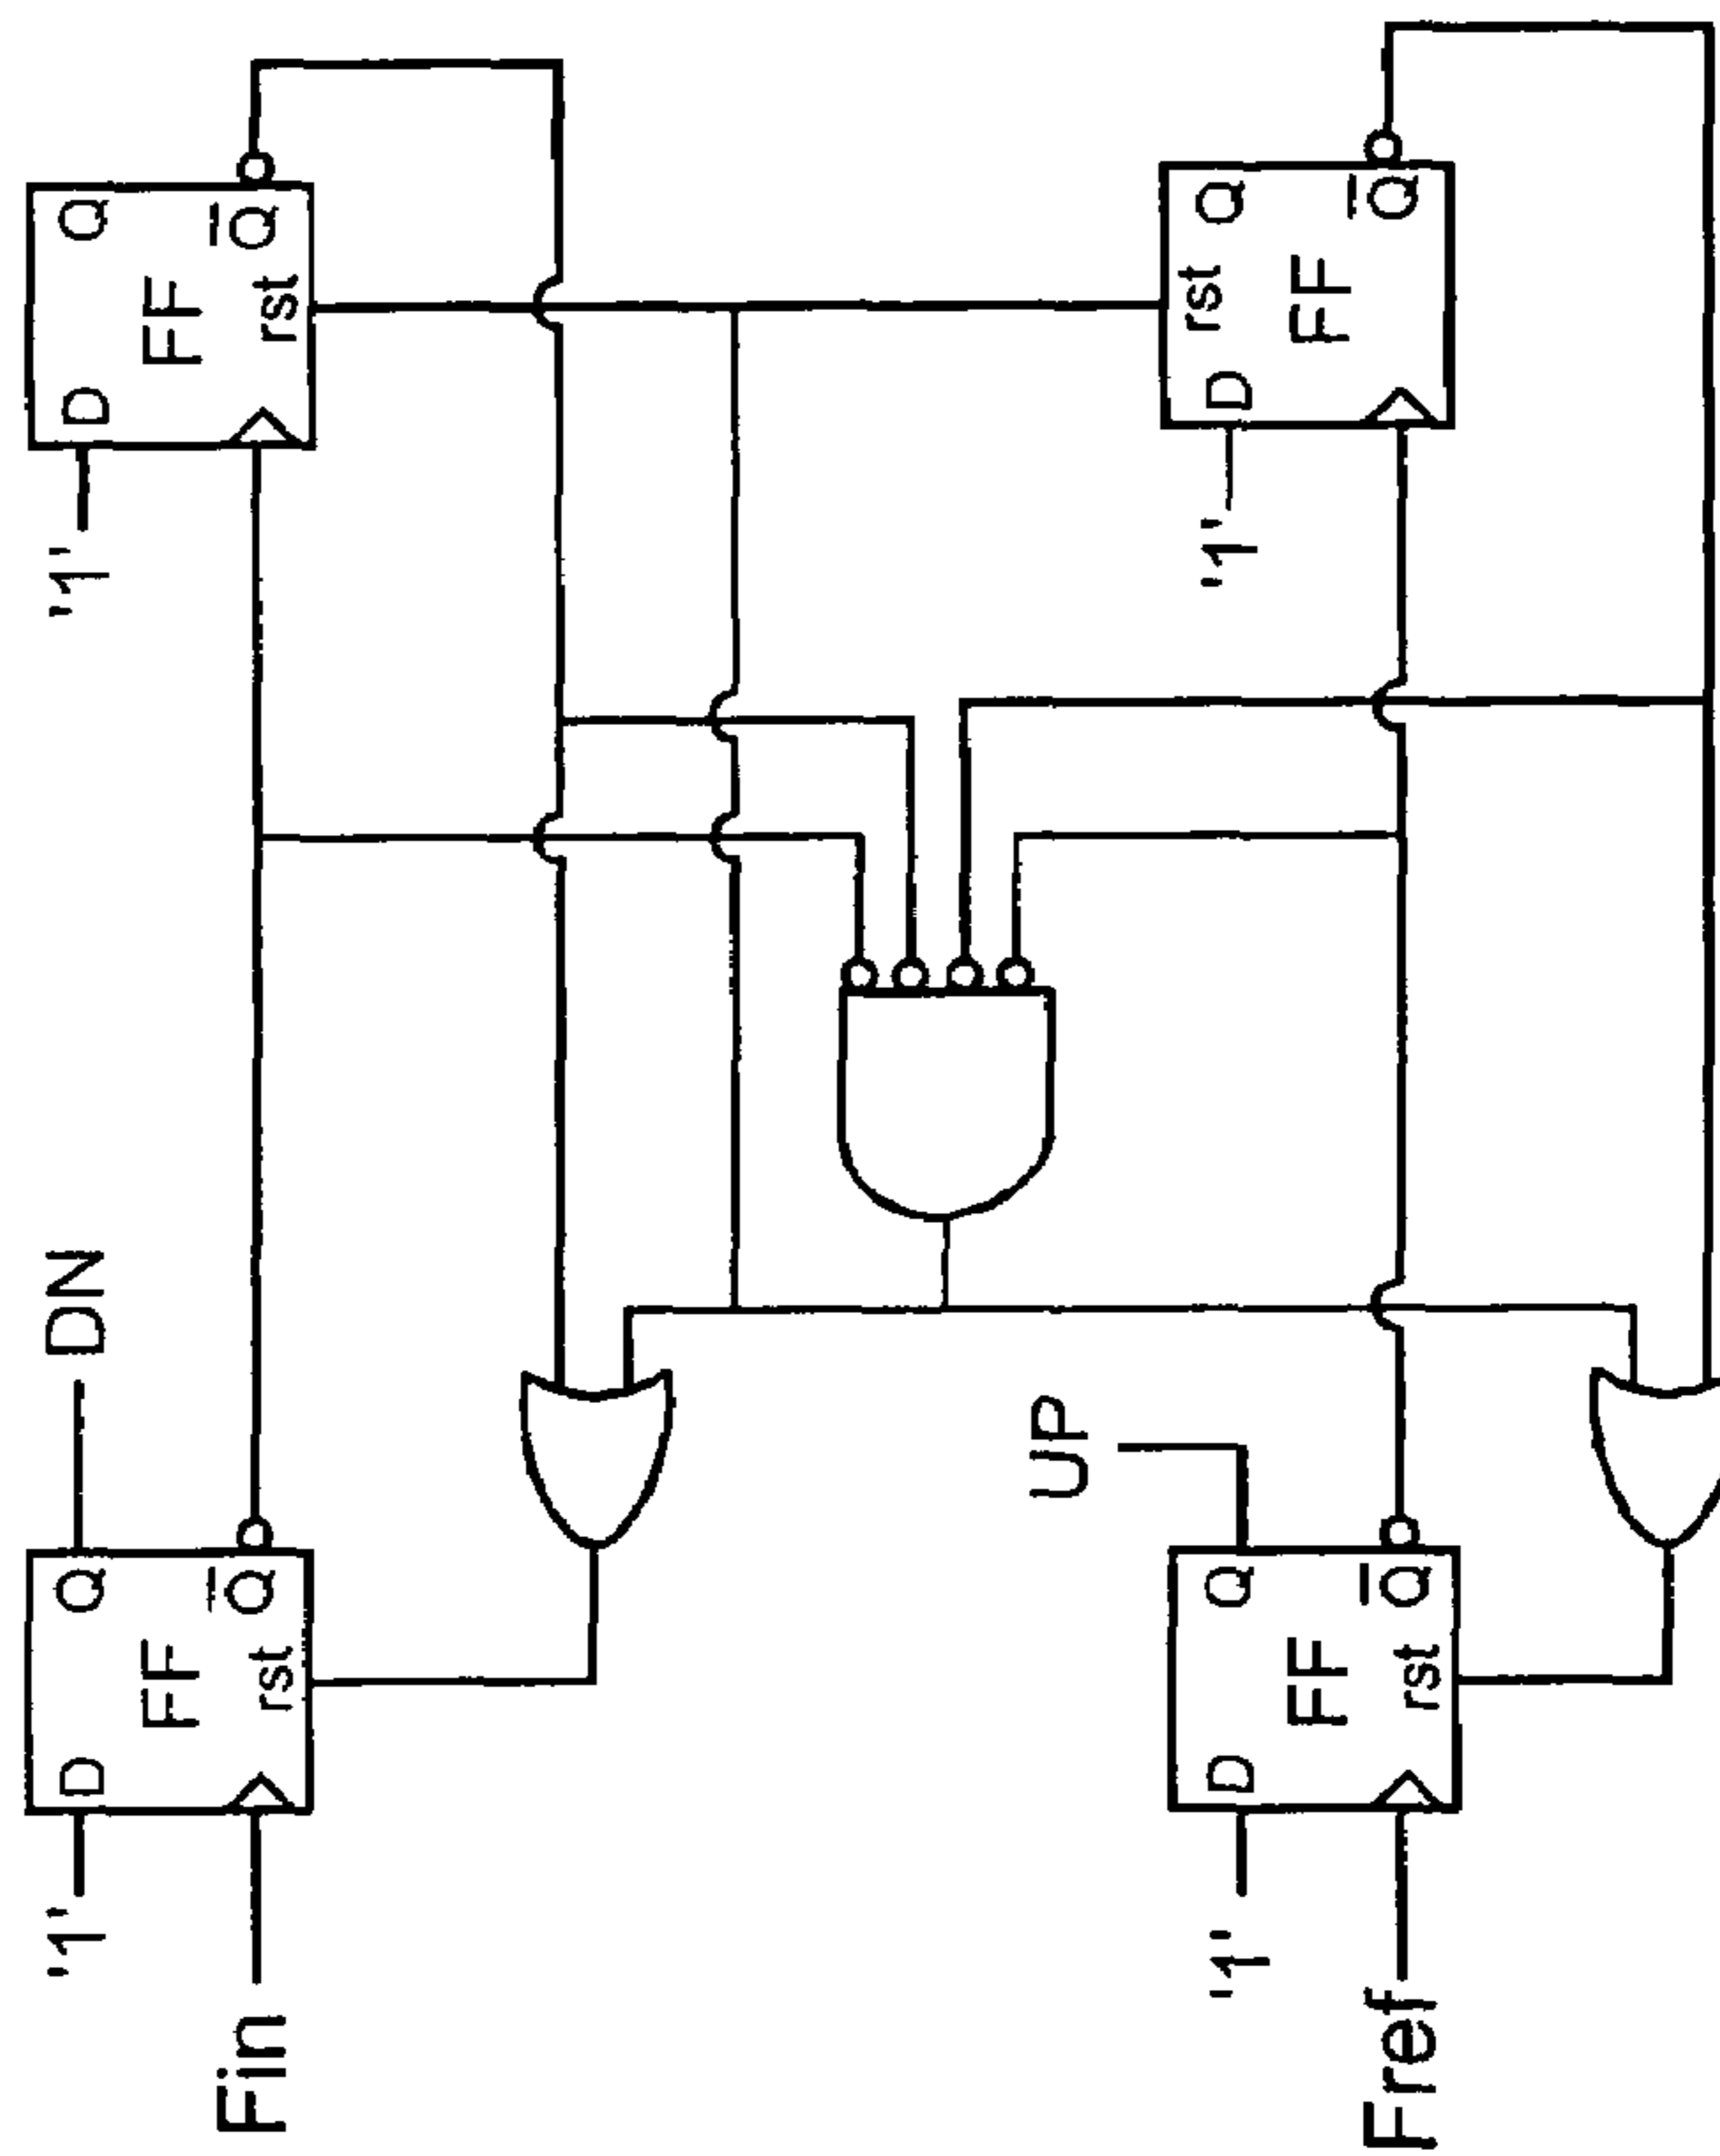 '1' D Q DN '1' D Q
FF FF
Fin rst Q̅ rst Q̅
UP
'1' D Q '1' D rst Q
FF FF
Fref rst Q̅ Q̅